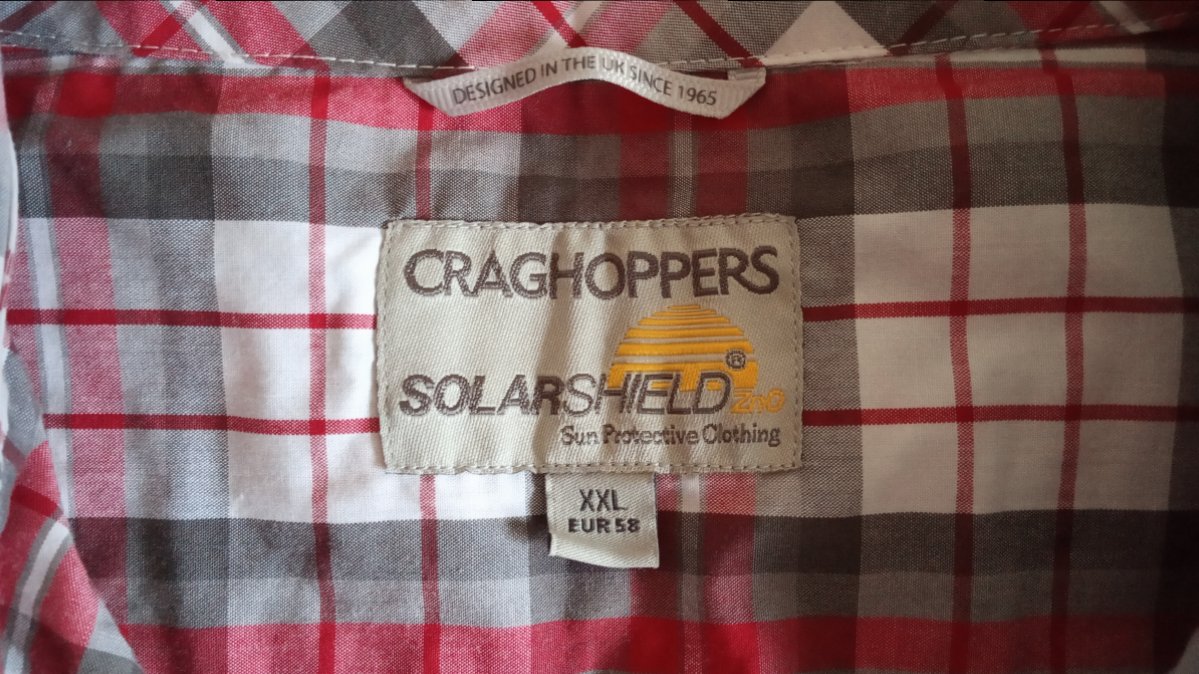 DESIGNED IN THE UK SINCE 1965
CRAGHOPPERS
SOLARSHIELD® ZnO
Sun Protective Clothing
XXL
EUR 58